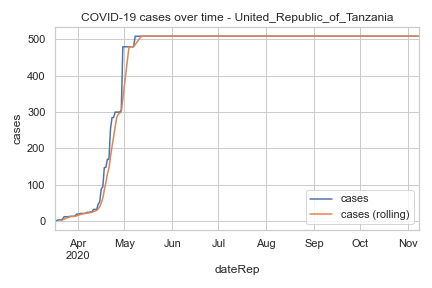 COVID-19 cases over time - United_Republic_of_Tanzania
500
400
300
200
100
0
cases
cases
cases (rolling)
Apr May Jun Jul Aug Sep Oct Nov
2020
dateRep